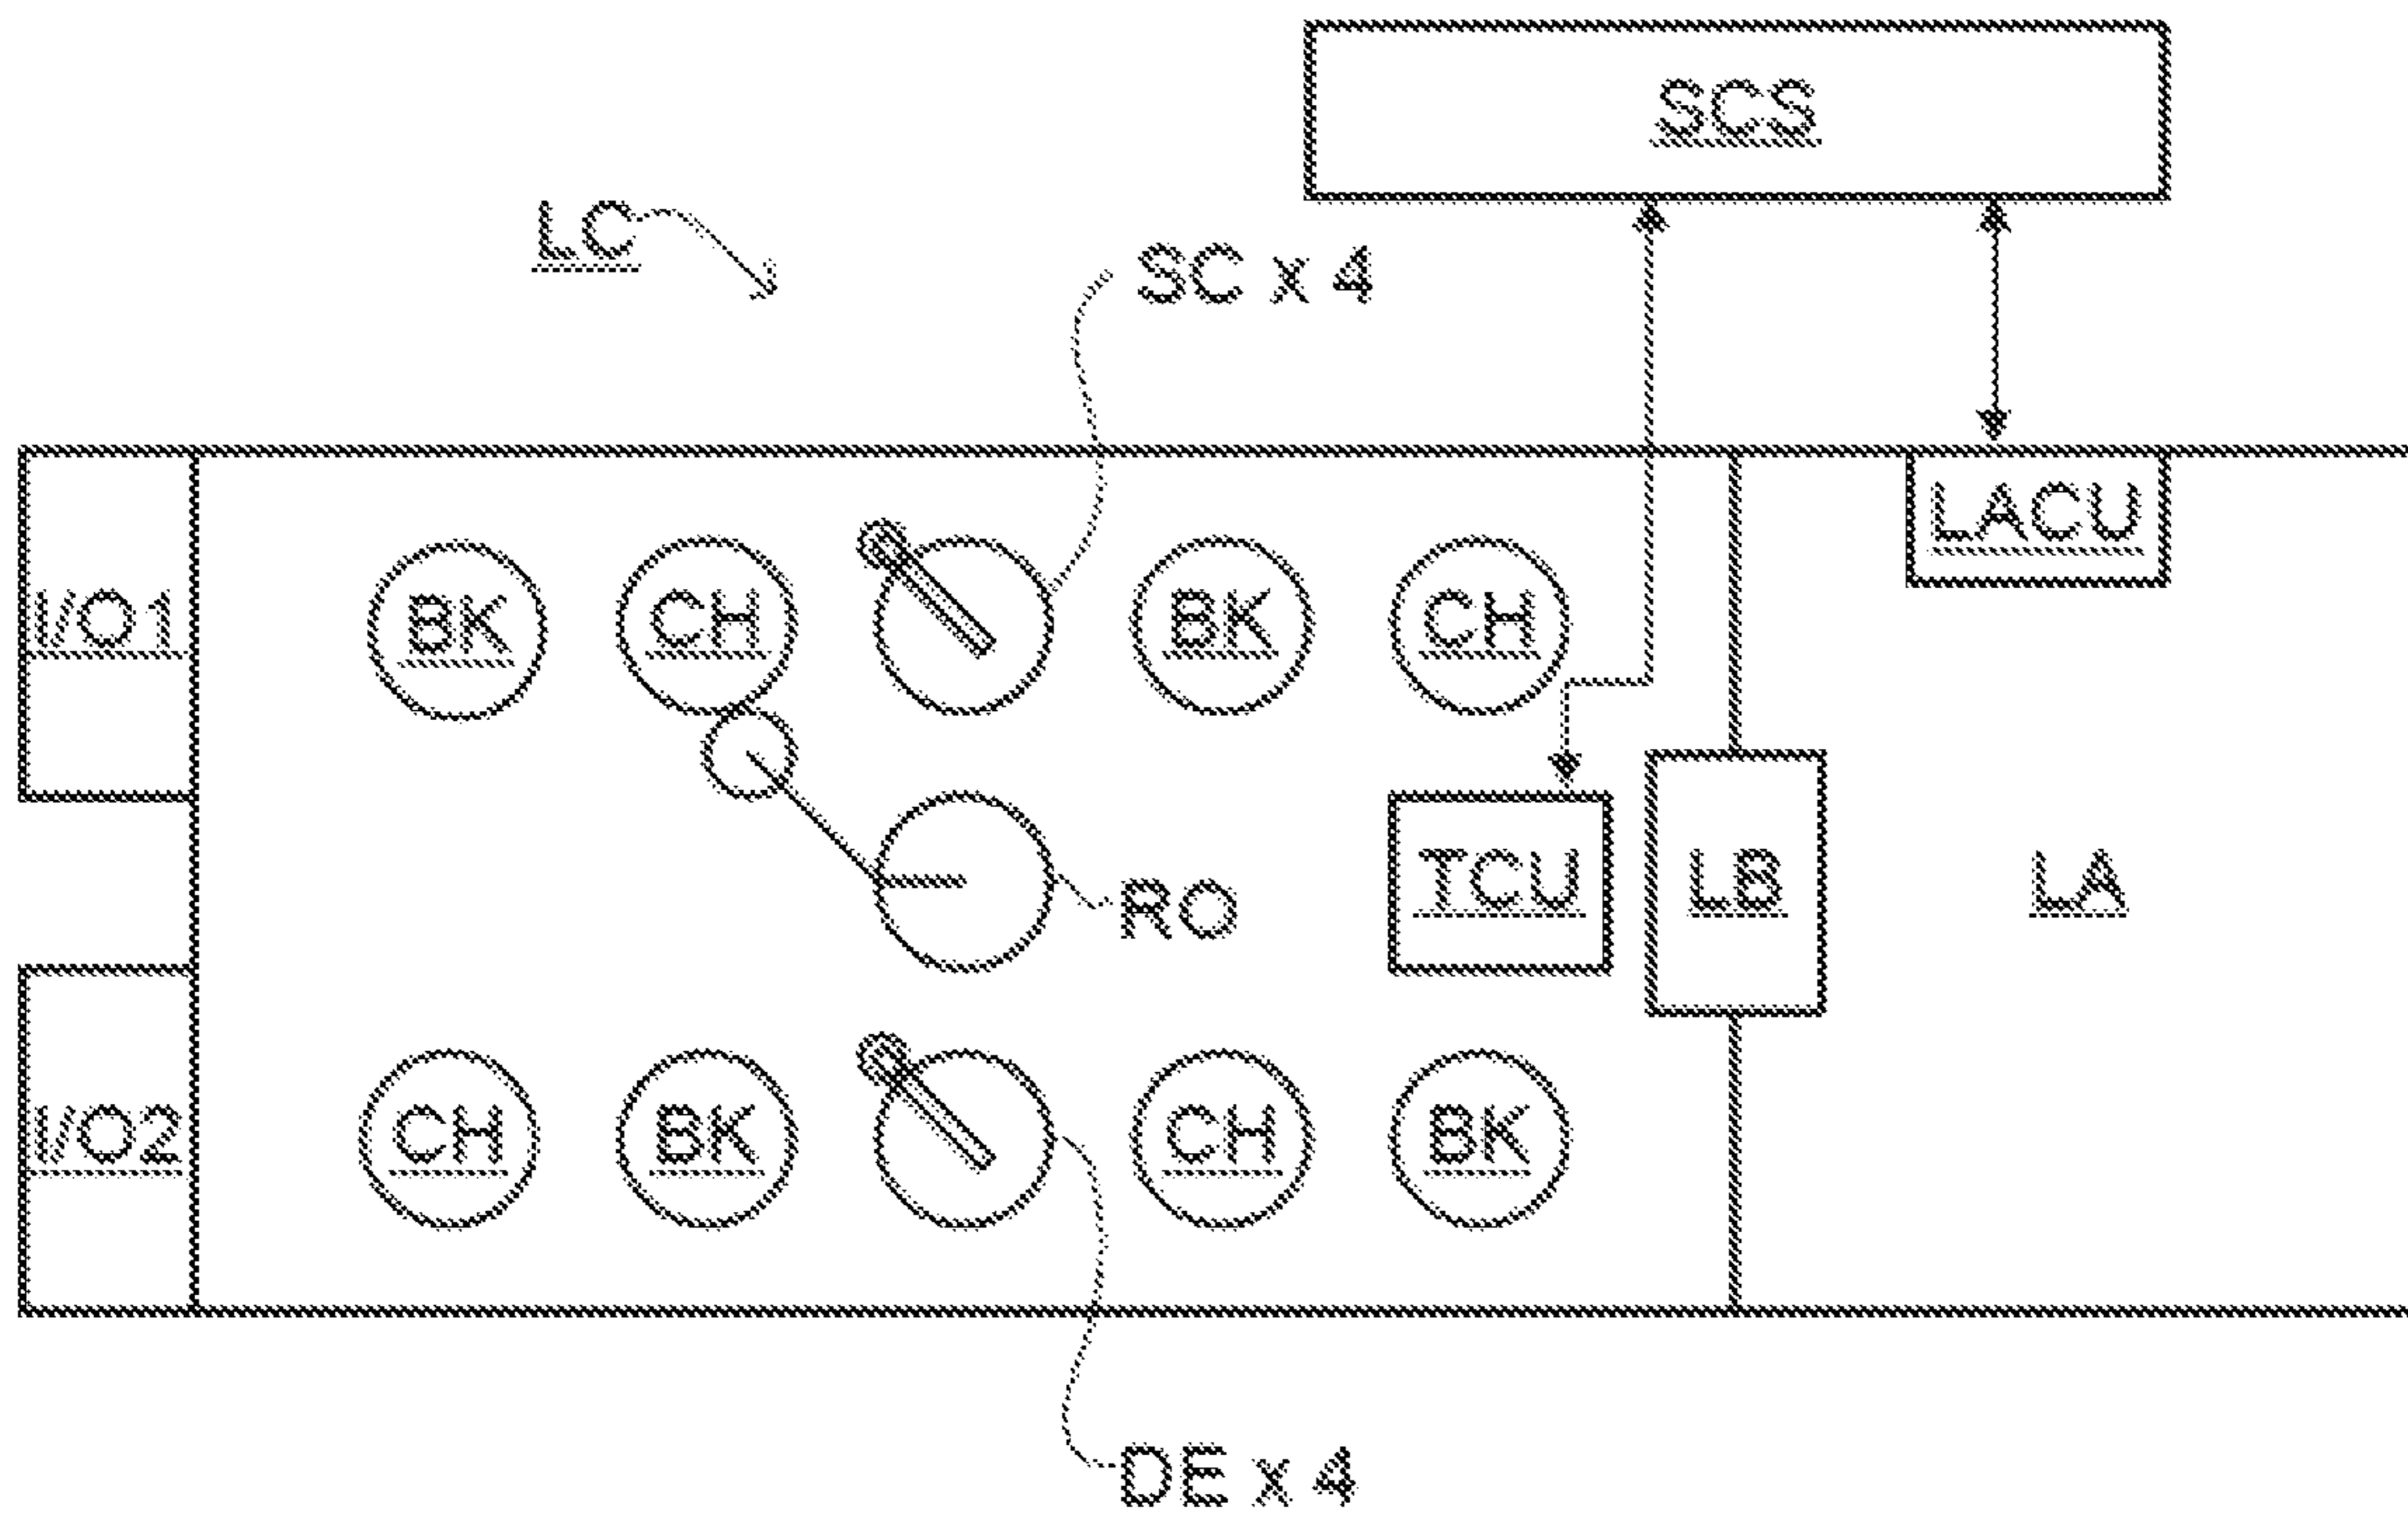 SCS
LC
SC x 4
LACU
I/O1
BK
CH
BK
CH
RO
TCU
LB
LA
I/O2
CH
BK
CH
BK
DE x 4